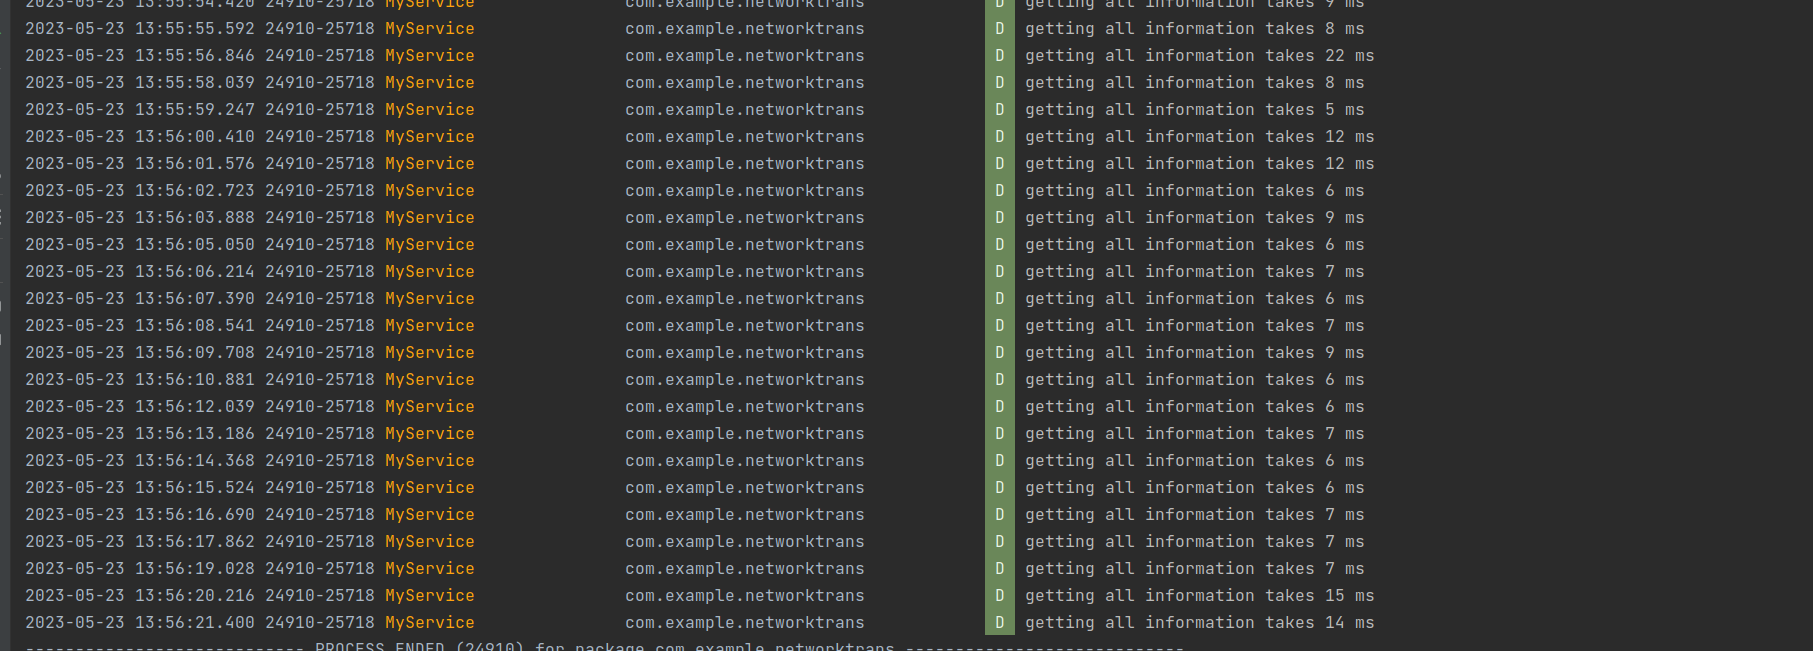 2023-05-23 13:55:54.420 24910-25718 MyService com.example.networktrans D getting all information takes 9 ms
2023-05-23 13:55:55.592 24910-25718 MyService com.example.networktrans D getting all information takes 8 ms
2023-05-23 13:55:56.846 24910-25718 MyService com.example.networktrans D getting all information takes 22 ms
2023-05-23 13:55:58.039 24910-25718 MyService com.example.networktrans D getting all information takes 8 ms
2023-05-23 13:55:59.247 24910-25718 MyService com.example.networktrans D getting all information takes 5 ms
2023-05-23 13:56:00.410 24910-25718 MyService com.example.networktrans D getting all information takes 12 ms
2023-05-23 13:56:01.576 24910-25718 MyService com.example.networktrans D getting all information takes 12 ms
2023-05-23 13:56:02.723 24910-25718 MyService com.example.networktrans D getting all information takes 6 ms
2023-05-23 13:56:03.888 24910-25718 MyService com.example.networktrans D getting all information takes 9 ms
2023-05-23 13:56:05.050 24910-25718 MyService com.example.networktrans D getting all information takes 6 ms
2023-05-23 13:56:06.214 24910-25718 MyService com.example.networktrans D getting all information takes 7 ms
2023-05-23 13:56:07.390 24910-25718 MyService com.example.networktrans D getting all information takes 6 ms
2023-05-23 13:56:08.541 24910-25718 MyService com.example.networktrans D getting all information takes 7 ms
2023-05-23 13:56:09.708 24910-25718 MyService com.example.networktrans D getting all information takes 9 ms
2023-05-23 13:56:10.881 24910-25718 MyService com.example.networktrans D getting all information takes 6 ms
2023-05-23 13:56:12.039 24910-25718 MyService com.example.networktrans D getting all information takes 6 ms
2023-05-23 13:56:13.186 24910-25718 MyService com.example.networktrans D getting all information takes 7 ms
2023-05-23 13:56:14.368 24910-25718 MyService com.example.networktrans D getting all information takes 6 ms
2023-05-23 13:56:15.524 24910-25718 MyService com.example.networktrans D getting all information takes 6 ms
2023-05-23 13:56:16.690 24910-25718 MyService com.example.networktrans D getting all information takes 7 ms
2023-05-23 13:56:17.862 24910-25718 MyService com.example.networktrans D getting all information takes 7 ms
2023-05-23 13:56:19.028 24910-25718 MyService com.example.networktrans D getting all information takes 7 ms
2023-05-23 13:56:20.216 24910-25718 MyService com.example.networktrans D getting all information takes 15 ms
2023-05-23 13:56:21.400 24910-25718 MyService com.example.networktrans D getting all information takes 14 ms
---------------------------- PROCESS ENDED (24910) for package com.example.networktrans ----------------------------